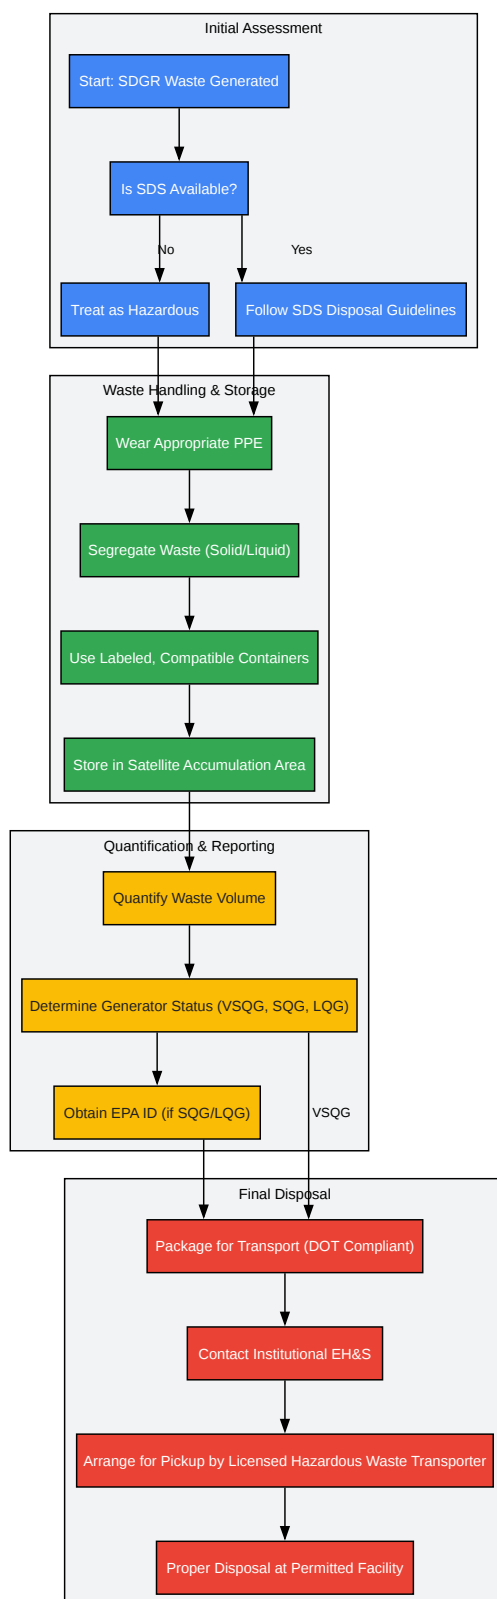 Initial Assessment
Start: SDGR Waste Generated
Is SDS Available?
No
Yes
Treat as Hazardous
Follow SDS Disposal Guidelines
Waste Handling & Storage
Wear Appropriate PPE
Segregate Waste (Solid/Liquid)
Use Labeled, Compatible Containers
Store in Satellite Accumulation Area
Quantification & Reporting
Quantify Waste Volume
Determine Generator Status (VSQG, SQG, LQG)
Obtain EPA ID (if SQG/LQG)
VSQG
Final Disposal
Package for Transport (DOT Compliant)
Contact Institutional EH&S
Arrange for Pickup by Licensed Hazardous Waste Transporter
Proper Disposal at Permitted Facility